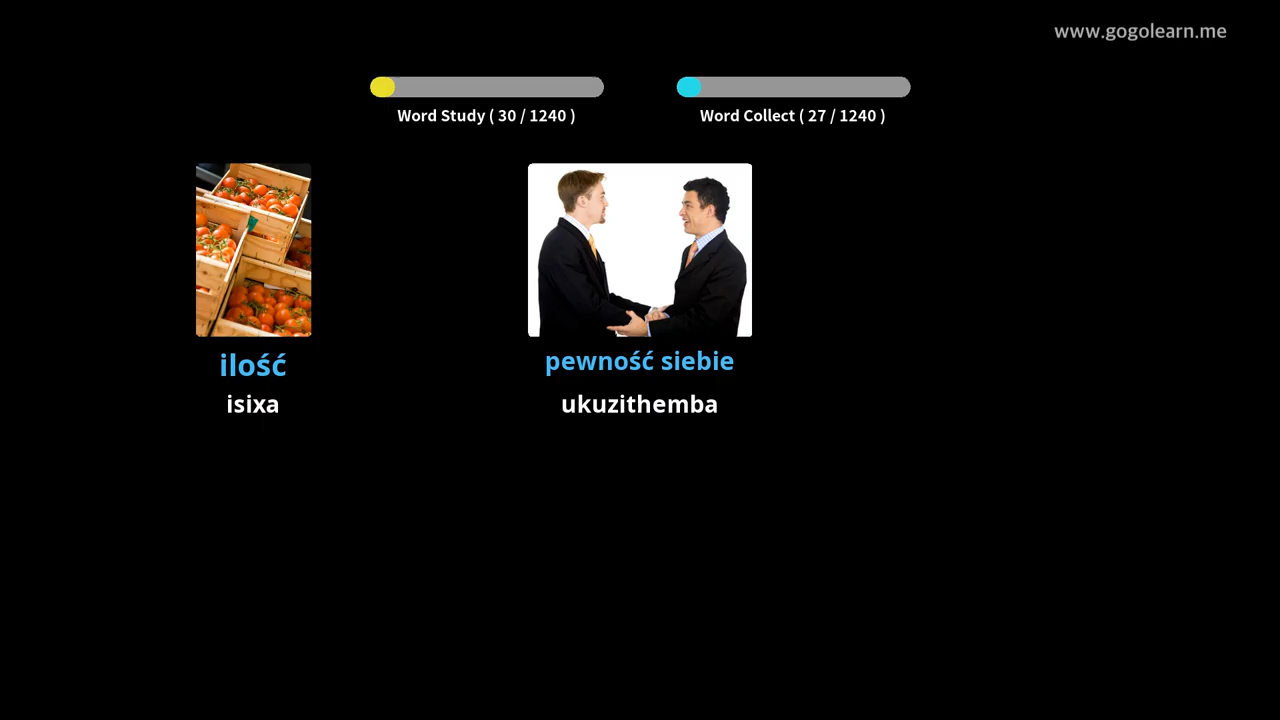 www.gogolearn.me
Word Study ( 30 / 1240 )
Word Collect ( 27 / 1240 )
ilość
isixa
pewność siebie
ukuzithemba